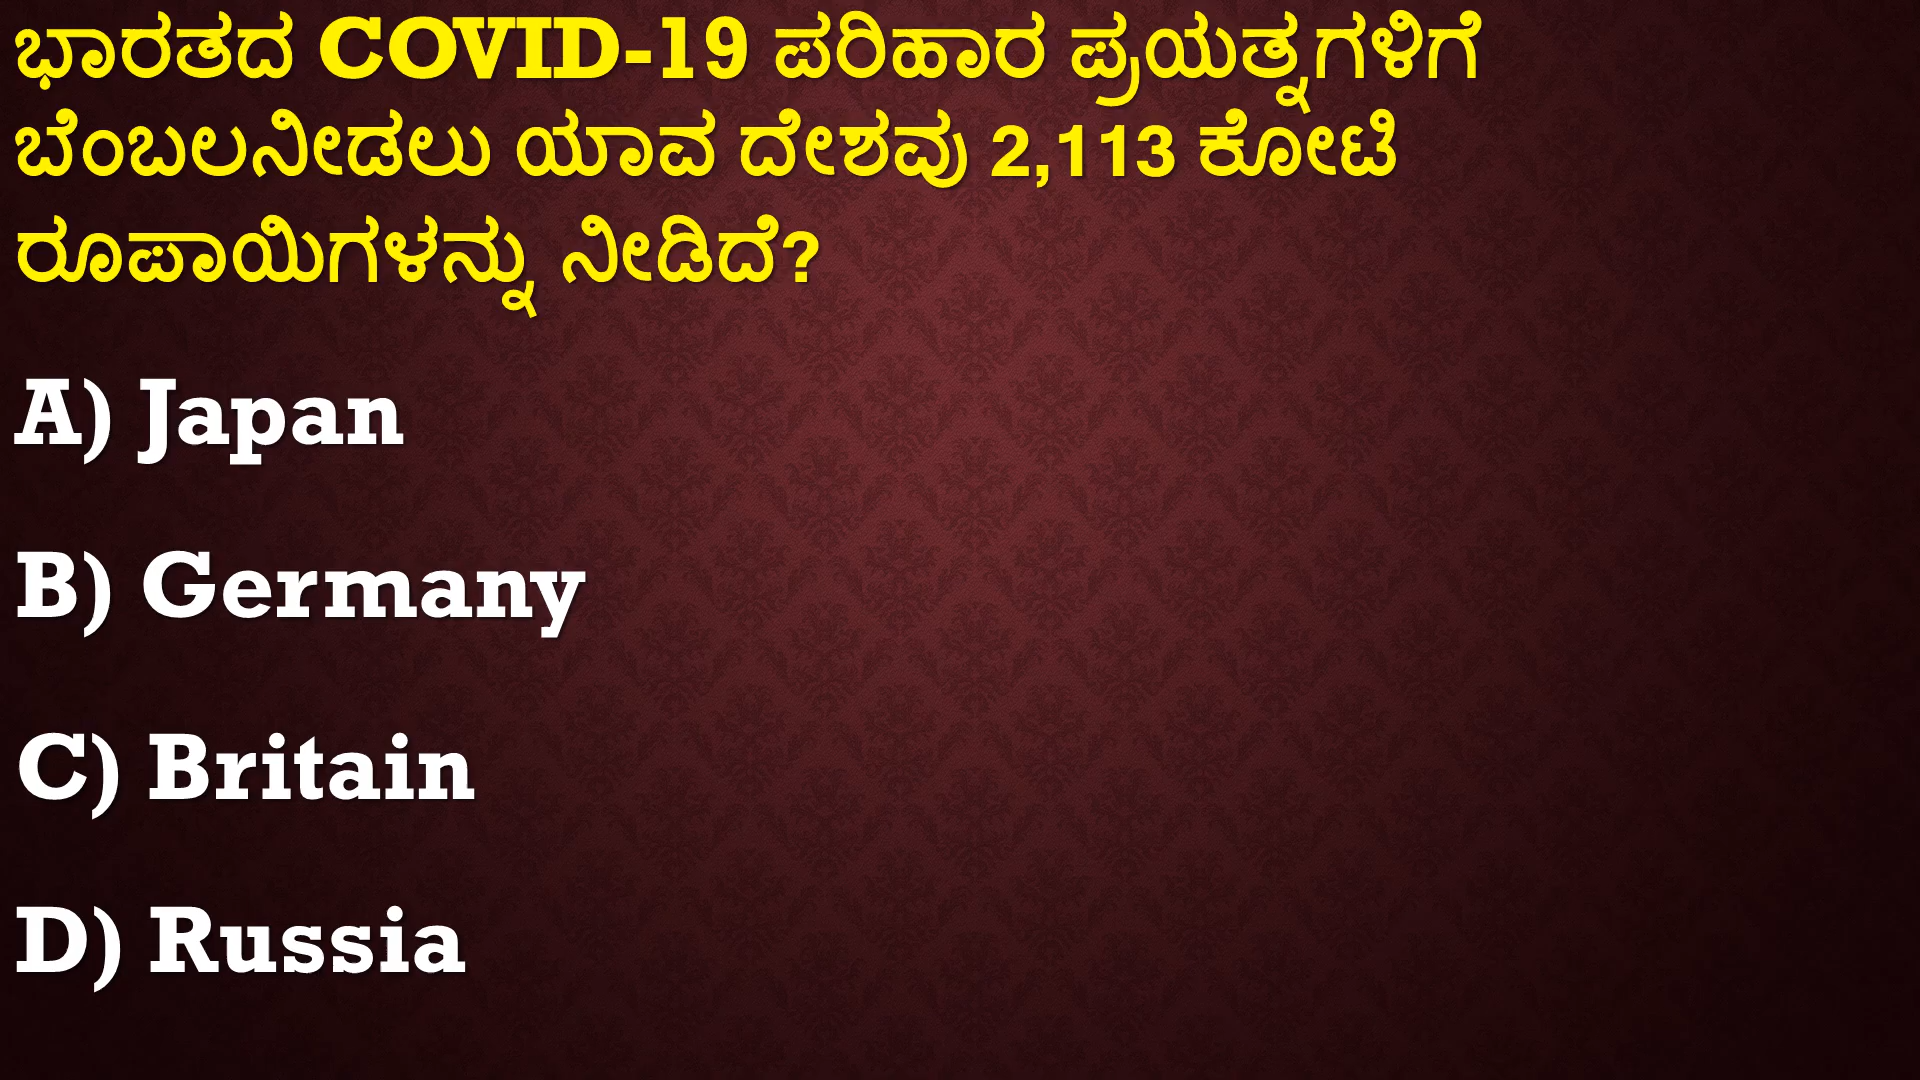 ಭಾರತದ COVID-19 ಪರಿಹಾರ ಪ್ರಯತ್ನಗಳಿಗೆ
ಬೆಂಬಲನೀಡಲು ಯಾವ ದೇಶವು 2,113 ಕೋಟಿ
ರೂಪಾಯಿಗಳನ್ನು ನೀಡಿದೆ?
A) Japan
B) Germany
C) Britain
D) Russia